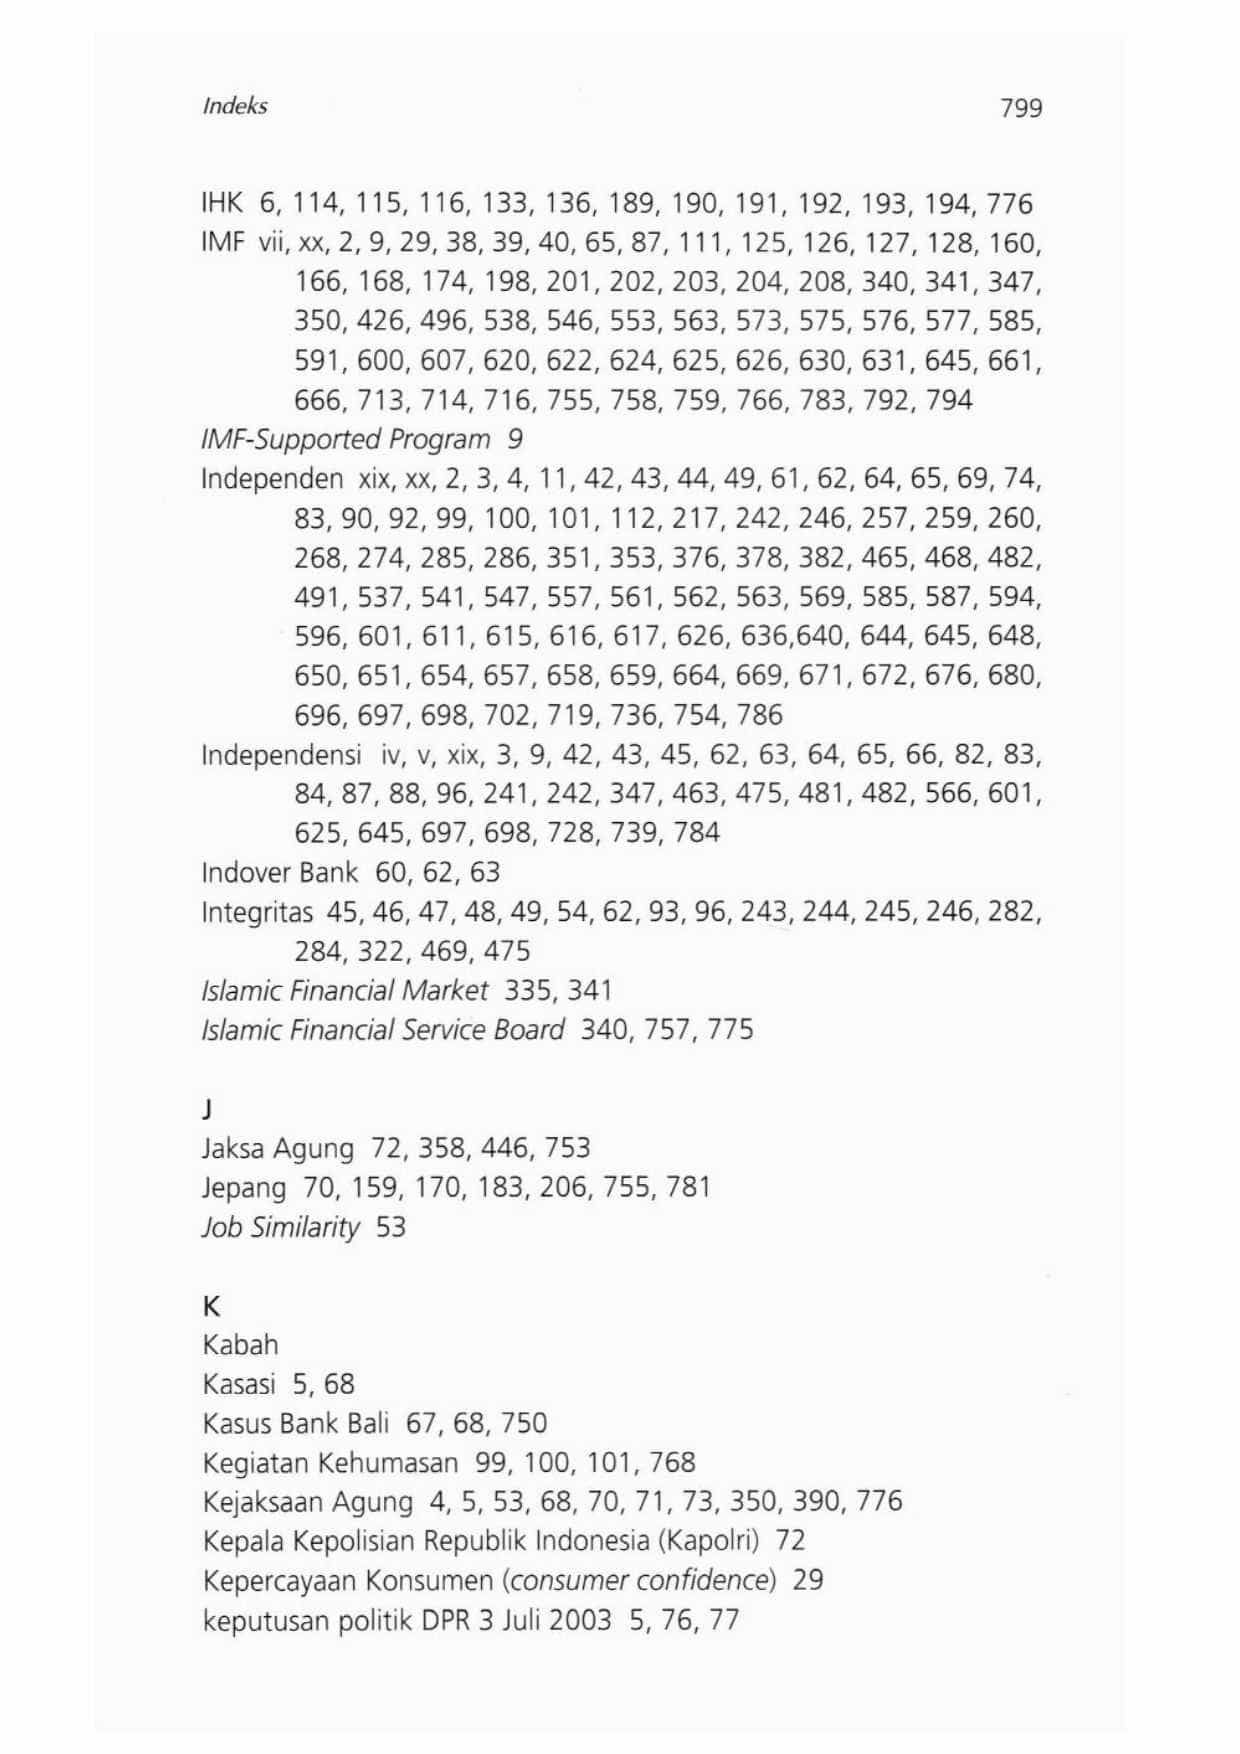 Indeks 799
IHK 6, 114, 115, 116, 133, 136, 189, 190, 191, 192, 193, 194, 776
IMF vii, xx, 2, 9, 29, 38, 39, 40, 65, 87, 111, 125, 126, 127, 128, 160,
166, 168, 174, 198, 201, 202, 203, 204, 208, 340, 341, 347,
350, 426, 496, 538, 546, 553, 563, 573, 575, 576, 577, 585,
591, 600, 607, 620, 622, 624, 625, 626, 630, 631, 645, 661,
666, 713, 714, 716, 755, 758, 759, 766, 783, 792, 794
IMF-Supported Program 9
Independen xix, xx, 2, 3, 4, 11, 42, 43, 44, 49, 61, 62, 64, 65, 69, 74,
83, 90, 92, 99, 100, 101, 112, 217, 242, 246, 257, 259, 260,
268, 274, 285, 286, 351, 353, 376, 378, 382, 465, 468, 482,
491, 537, 541, 547, 557, 561, 562, 563, 569, 585, 587, 594,
596, 601, 611, 615, 616, 617, 626, 636,640, 644, 645, 648,
650, 651, 654, 657, 658, 659, 664, 669, 671, 672, 676, 680,
696, 697, 698, 702, 719, 736, 754, 786
Independensi iv, v, xix, 3, 9, 42, 43, 45, 62, 63, 64, 65, 66, 82, 83,
84, 87, 88, 96, 241, 242, 347, 463, 475, 481, 482, 566, 601,
625, 645, 697, 698, 728, 739, 784
Indover Bank 60, 62, 63
Integritas 45, 46, 47, 48, 49, 54, 62, 93, 96, 243, 244, 245, 246, 282,
284, 322, 469, 475
Islamic Financial Market 335, 341
Islamic Financial Service Board 340, 757, 775
J
Jaksa Agung 72, 358, 446, 753
Jepang 70, 159, 170, 183, 206, 755, 781
Job Similarity 53
K
Kabah
Kasasi 5, 68
Kasus Bank Bali 67, 68, 750
Kegiatan Kehumasan 99, 100, 101, 768
Kejaksaan Agung 4, 5, 53, 68, 70, 71, 73, 350, 390, 776
Kepala Kepolisian Republik Indonesia (Kapolri) 72
Kepercayaan Konsumen (consumer confidence) 29
keputusan politik DPR 3 Juli 2003 5, 76, 77